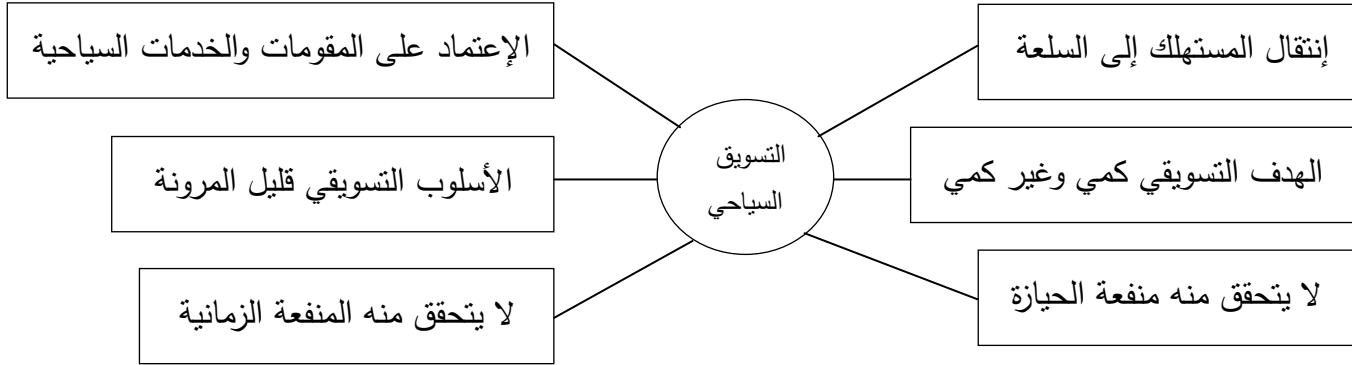 إنتقال المستهلك إلى السلعة
الإعتماد على المقومات والخدمات السياحية
التسويق
السياحي
الهدف التسويقي كمي وغير كمي
الأسلوب التسويقي قليل المرونة
لا يتحقق منه منفعة الحيازة
لا يتحقق منه المنفعة الزمانية